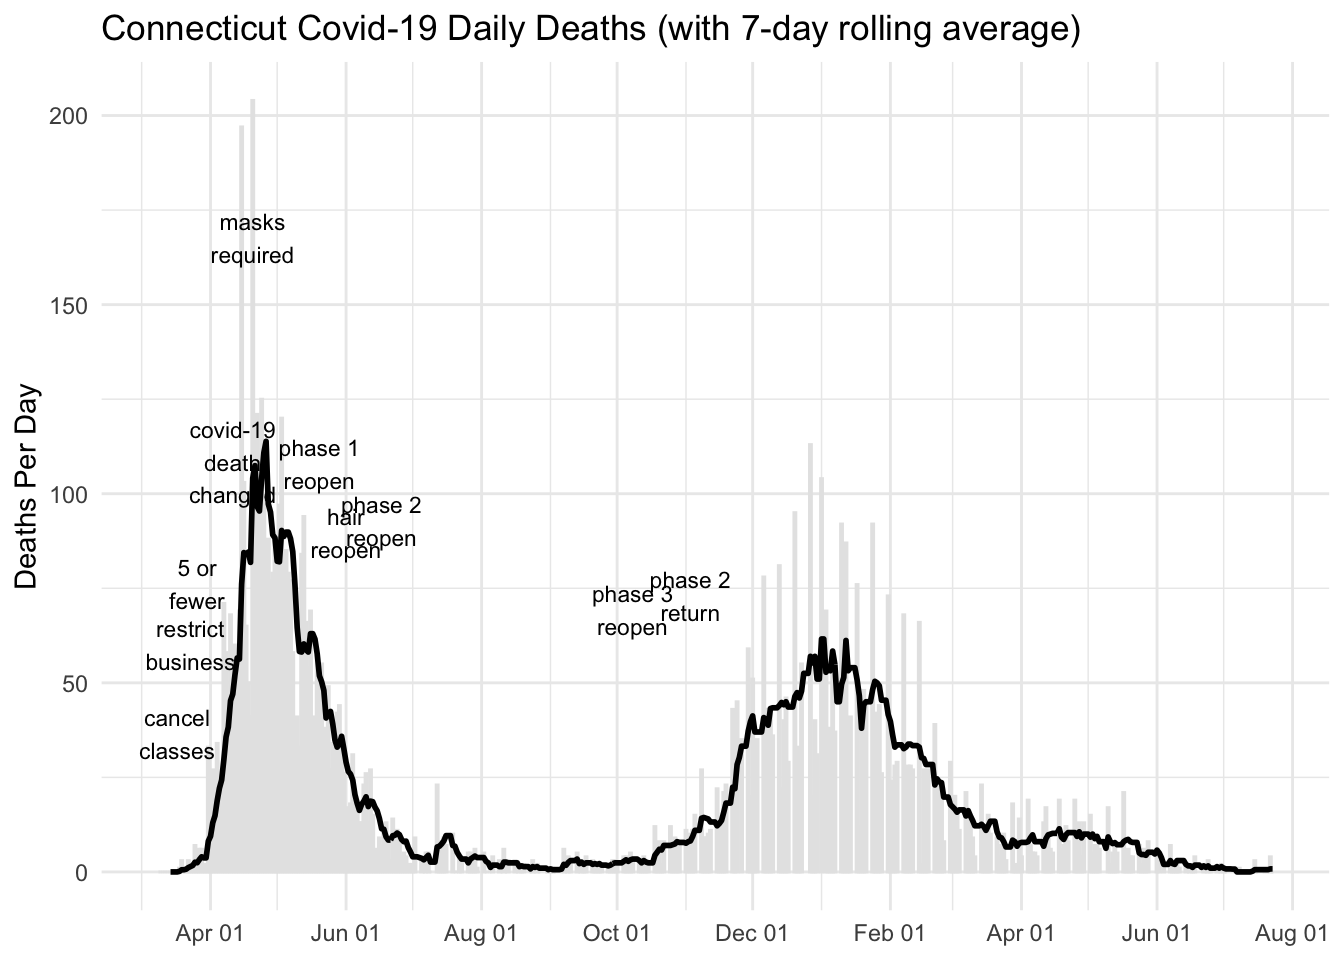 Connecticut Covid-19 Daily Deaths (with 7-day rolling average)
Deaths Per Day
200
150
100
50
0
masks
required
covid-19
death
changed
phase 1
reopen
phase 2
reopen
hair
reopen
5 or
fewer
restrict
business
cancel
classes
phase 3
reopen
phase 2
return
Apr 01 Jun 01 Aug 01 Oct 01 Dec 01 Feb 01 Apr 01 Jun 01 Aug 01